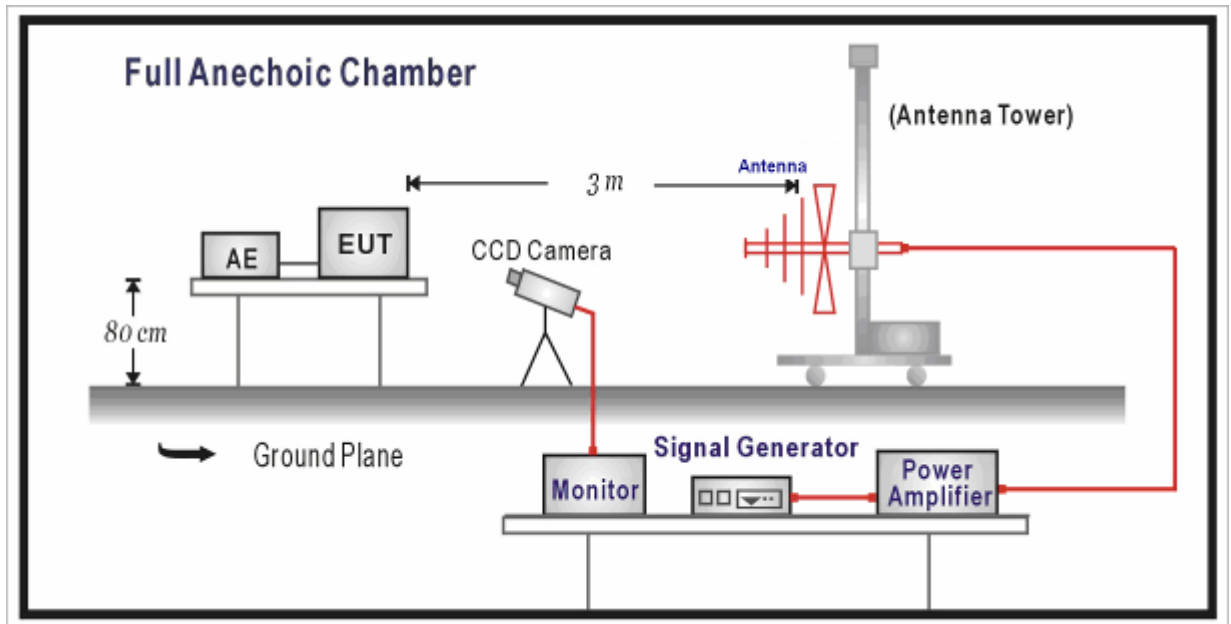 Full Anechoic Chamber
(Antenna Tower)
Antenna
3 m
AE
EUT
CCD Camera
80 cm
Ground Plane
Signal Generator
Monitor
Power
Amplifier